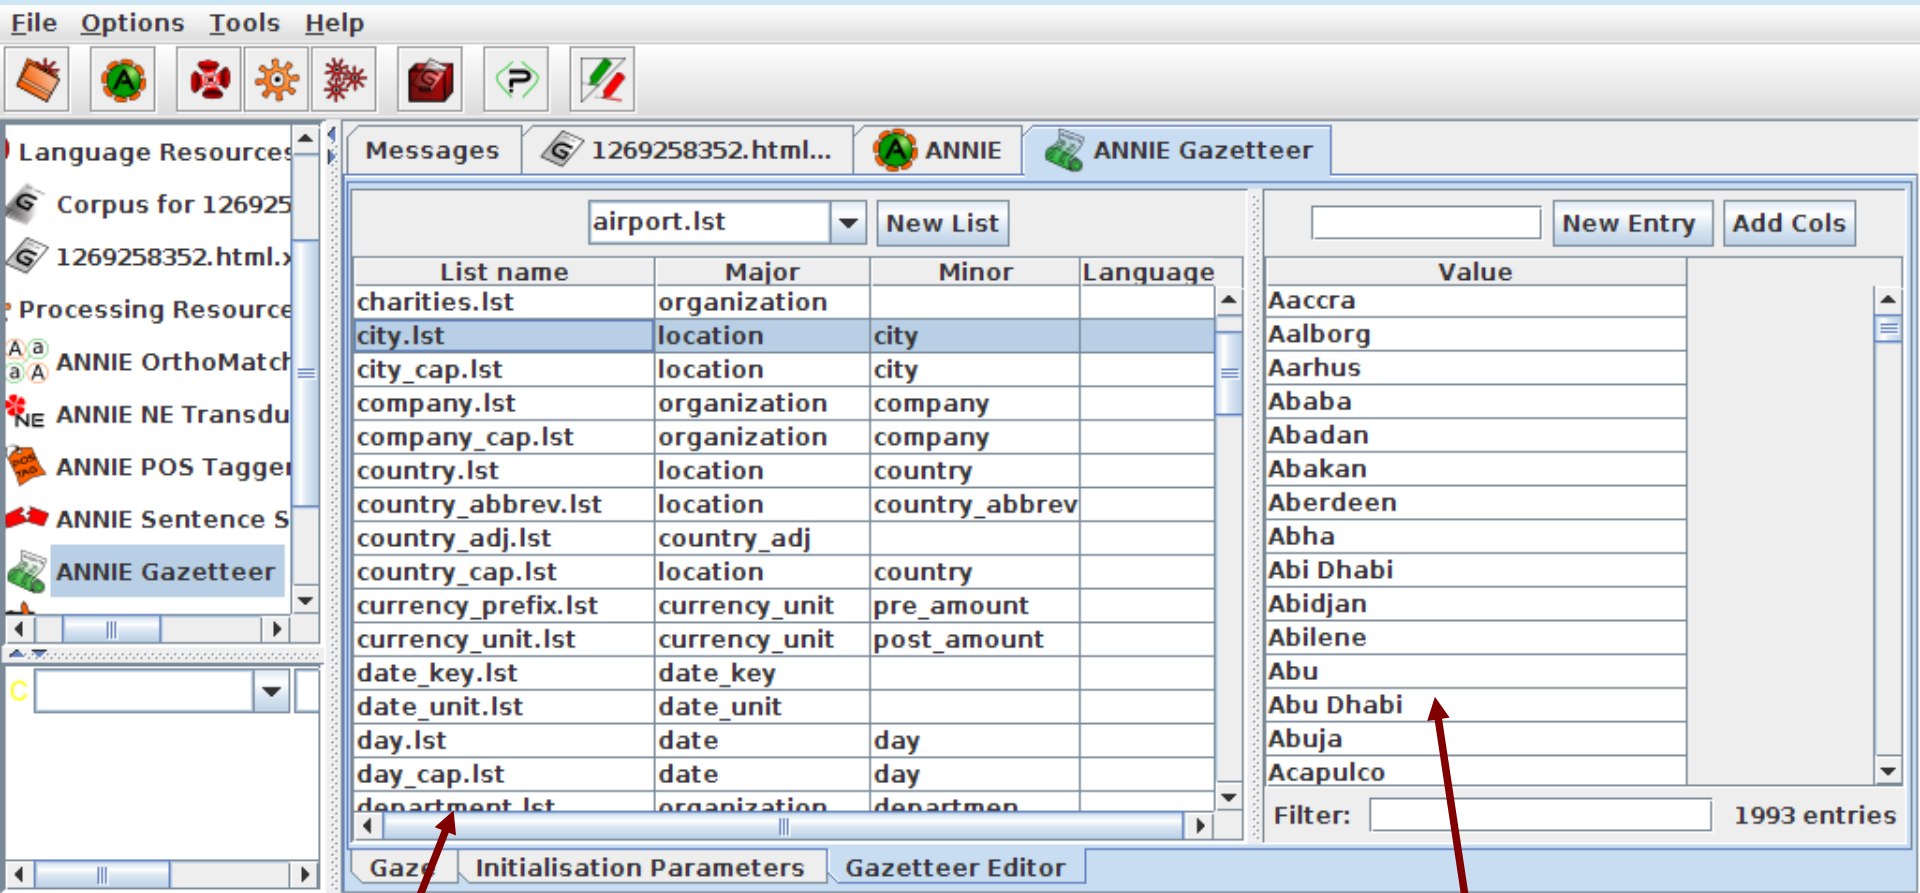 File Options Tools Help
Language Resources
Corpus for 126925
1269258352.html.x
Processing Resource
ANNIE OrthoMatch
ANNIE NE Transdu
ANNIE POS Tagger
ANNIE Sentence S
ANNIE Gazetteer
C
Messages 1269258352.html... ANNIE ANNIE Gazetteer
airport.lst New List
List name Major Minor Language
charities.lst organization
city.lst location city
city_cap.lst location city
company.lst organization company
company_cap.lst organization company
country.lst location country
country_abbrev.lst location country_abbrev
country_adj.lst country_adj
country_cap.lst location country
currency_prefix.lst currency_unit pre_amount
currency_unit.lst currency_unit post_amount
date_key.lst date_key
date_unit.lst date_unit
day.lst date day
day_cap.lst date day
department.lst organization departmen
New Entry Add Cols
Value
Aaccra
Aalborg
Aarhus
Ababa
Abadan
Abakan
Aberdeen
Abha
Abi Dhabi
Abidjan
Abilene
Abu
Abu Dhabi
Abuja
Acapulco
Filter: 1993 entries
Gaze Initialisation Parameters Gazetteer Editor